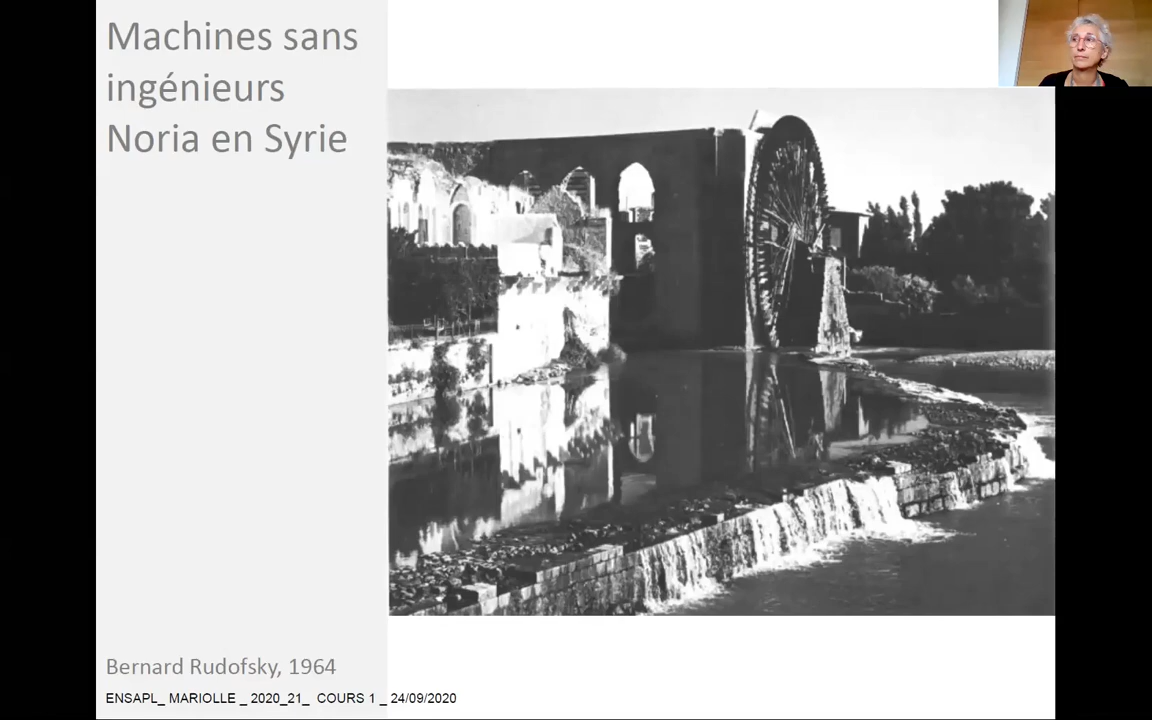 Machines sans
ingénieurs
Noria en Syrie
Bernard Rudofsky, 1964
ENSAPL_ MARIOLLE _ 2020_21_ COURS 1 _ 24/09/2020